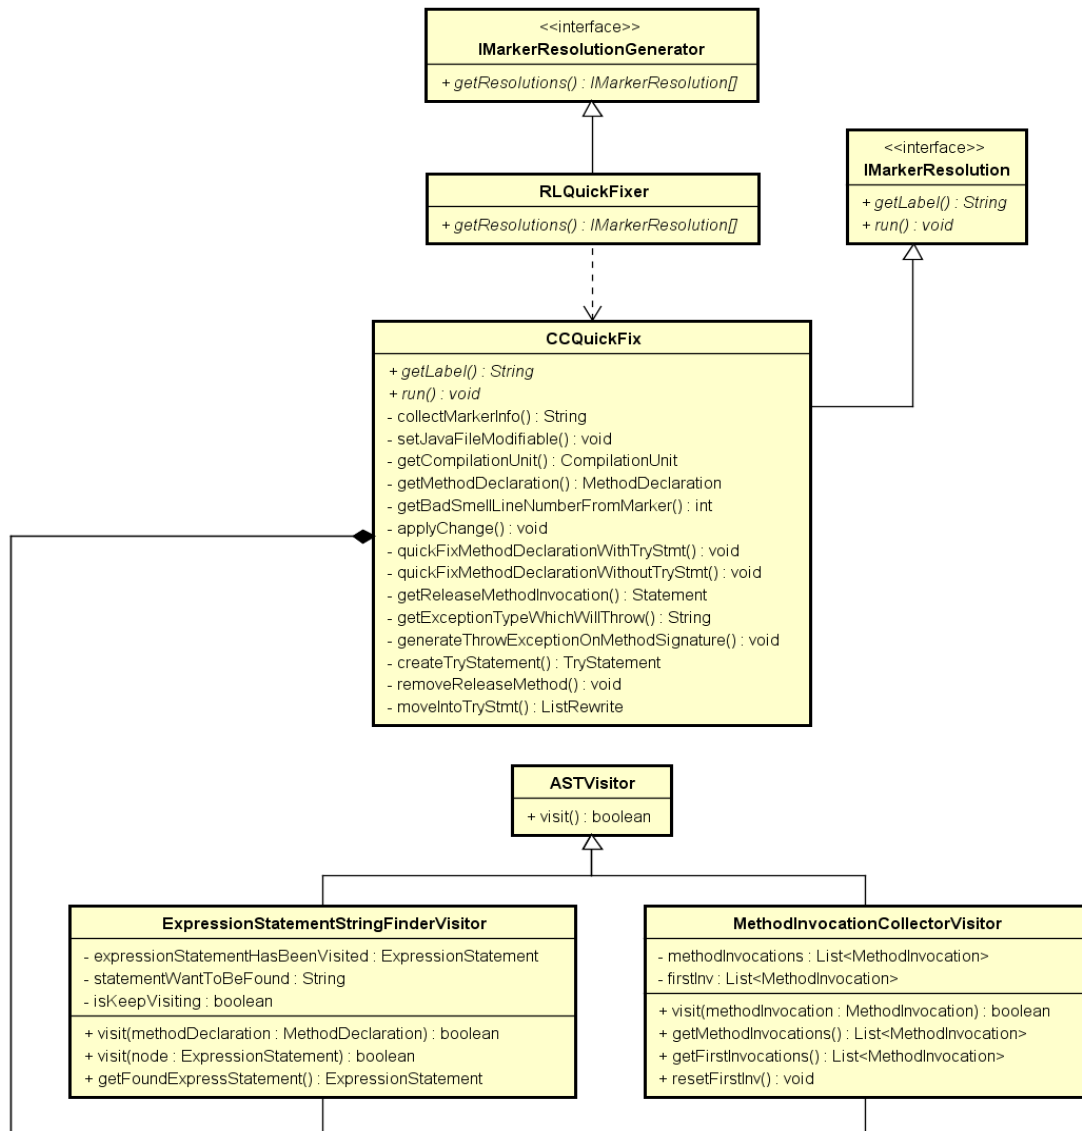 <<interface>>
IMarkerResolutionGenerator
+ getResolutions() : IMarkerResolution[]
<<interface>>
IMarkerResolution
+ getLabel() : String
+ run() : void
RLQuickFixer
+ getResolutions() : IMarkerResolution[]
CCQuickFix
+ getLabel() : String
+ run() : void
- collectMarkerInfo() : String
- setJavaFileModifiable() : void
- getCompilationUnit() : CompilationUnit
- getMethodDeclaration() : MethodDeclaration
- getBadSmellLineNumberFromMarker() : int
- applyChange() : void
- quickFixMethodDeclarationWithTryStmt() : void
- quickFixMethodDeclarationWithoutTryStmt() : void
- getReleaseMethodInvocation() : Statement
- getExceptionTypeWhichWillThrow() : String
- generateThrowExceptionOnMethodSignature() : void
- createTryStatement() : TryStatement
- removeReleaseMethod() : void
- moveIntoTryStmt() : ListRewrite
ASTVisitor
+ visit() : boolean
ExpressionStatementStringFinderVisitor
- expressionStatementHasBeenVisited : ExpressionStatement
- statementWantToBeFound : String
- isKeepVisiting : boolean
+ visit(methodDeclaration : MethodDeclaration) : boolean
+ visit(node : ExpressionStatement) : boolean
+ getFoundExpressStatement() : ExpressionStatement
MethodInvocationCollectorVisitor
- methodInvocations : List<MethodInvocation>
- firstInv : List<MethodInvocation>
+ visit(methodInvocation : MethodInvocation) : boolean
+ getMethodInvocations() : List<MethodInvocation>
+ getFirstInvocations() : List<MethodInvocation>
+ resetFirstInv() : void